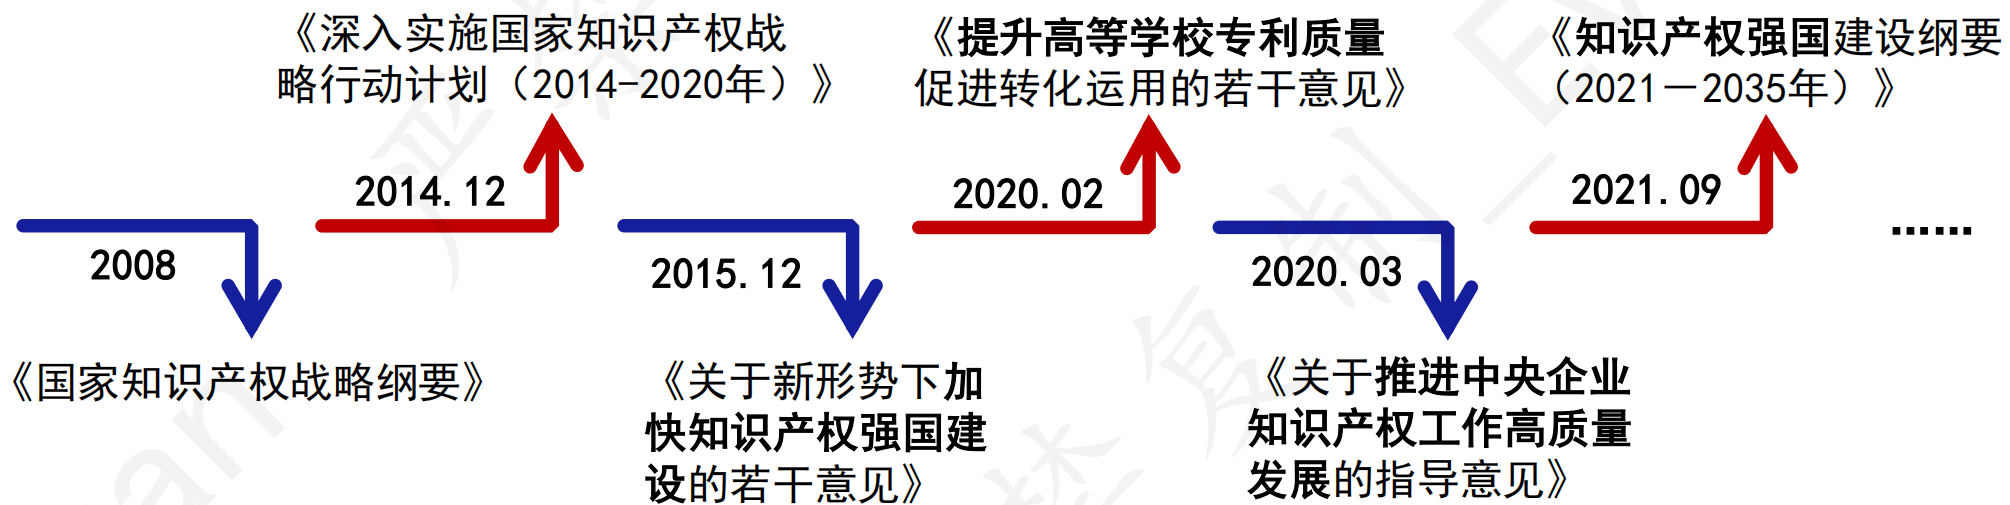 《深入实施国家知识产权战
略行动计划（2014-2020年）》
《提升高等学校专利质量
促进转化运用的若干意见》
《知识产权强国建设纲要
（2021－2035年）》
2014.12
2020.02
2021.09
2008
2015.12
2020.03
……
《国家知识产权战略纲要》
《关于新形势下加
快知识产权强国建
设的若干意见》
《关于推进中央企业
知识产权工作高质量
发展的指导意见》